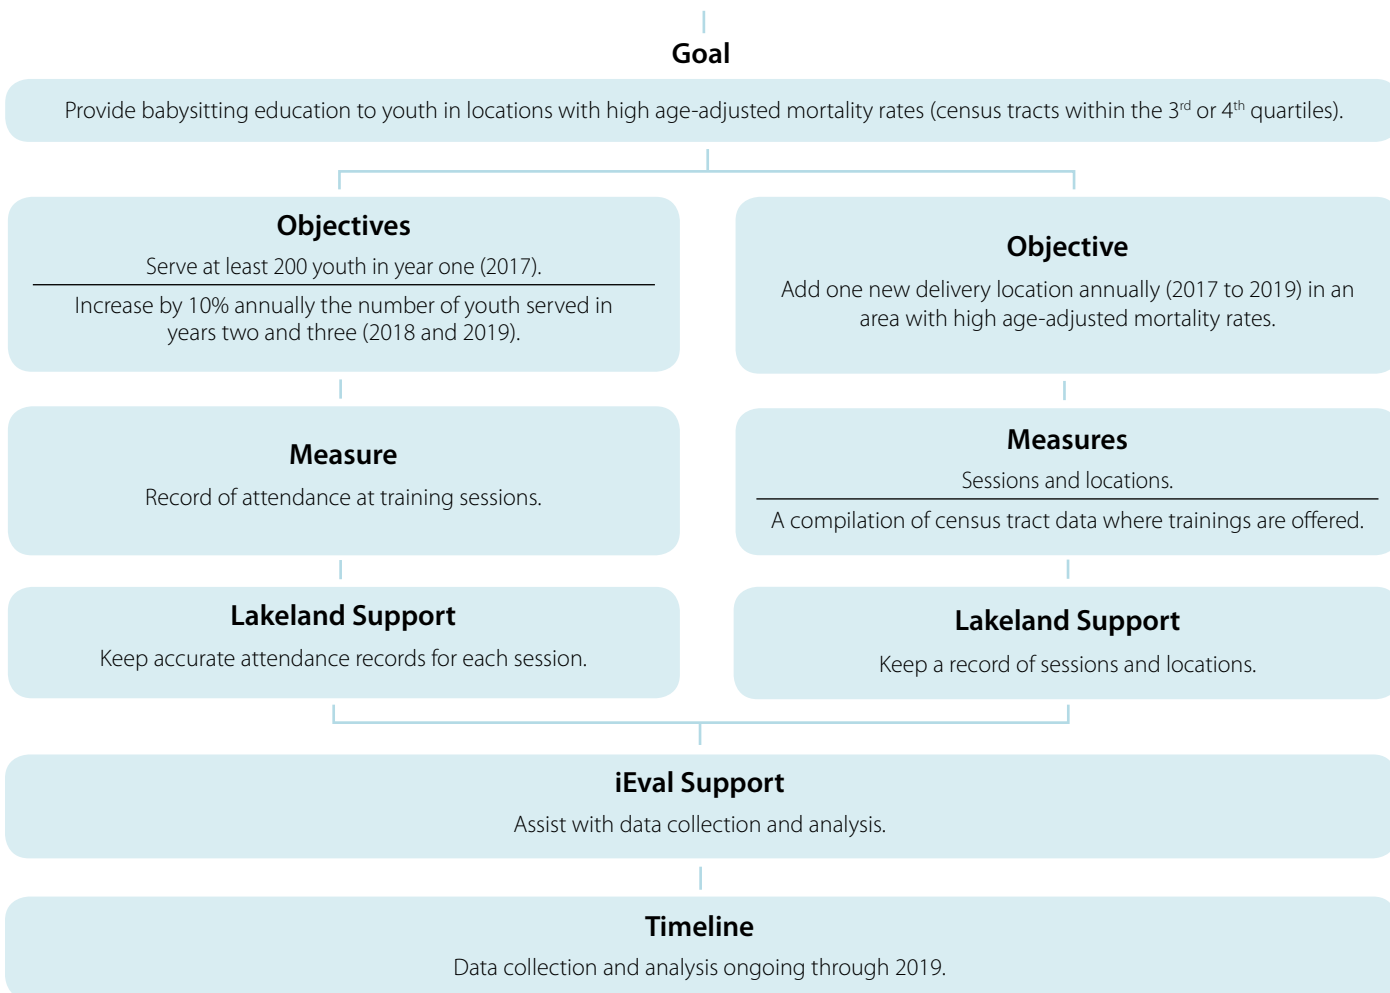 Goal
Provide babysitting education to youth in locations with high age-adjusted mortality rates (census tracts within the 3rd or 4th quartiles).
Objectives
Serve at least 200 youth in year one (2017).
Increase by 10% annually the number of youth served in
years two and three (2018 and 2019).
Objective
Add one new delivery location annually (2017 to 2019) in an
area with high age-adjusted mortality rates.
Measure
Record of attendance at training sessions.
Measures
Sessions and locations.
A compilation of census tract data where trainings are offered.
Lakeland Support
Keep accurate attendance records for each session.
Lakeland Support
Keep a record of sessions and locations.
iEval Support
Assist with data collection and analysis.
Timeline
Data collection and analysis ongoing through 2019.